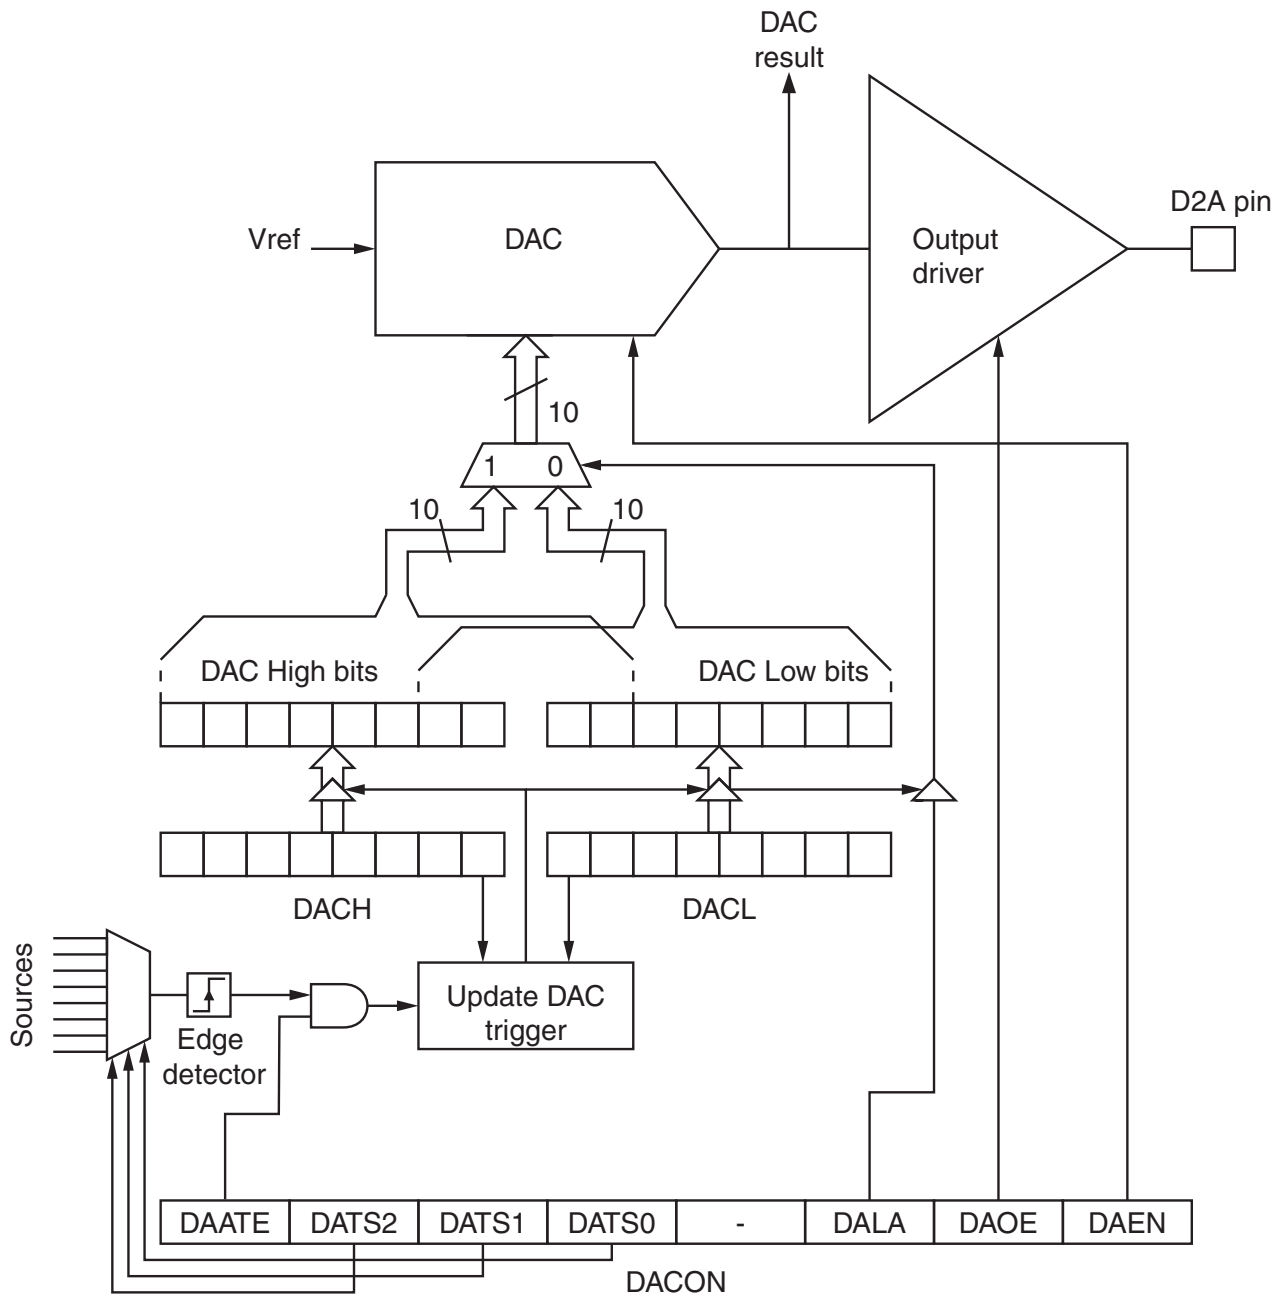 DAC
result
D2A pin
Vref
DAC
Output
driver
10
1 0
10
10
DAC High bits
DAC Low bits
DACH
DACL
Sources
Update DAC
trigger
Edge
detector
DAATE DATS2 DATS1 DATS0 - DALA DAOE DAEN
DACON